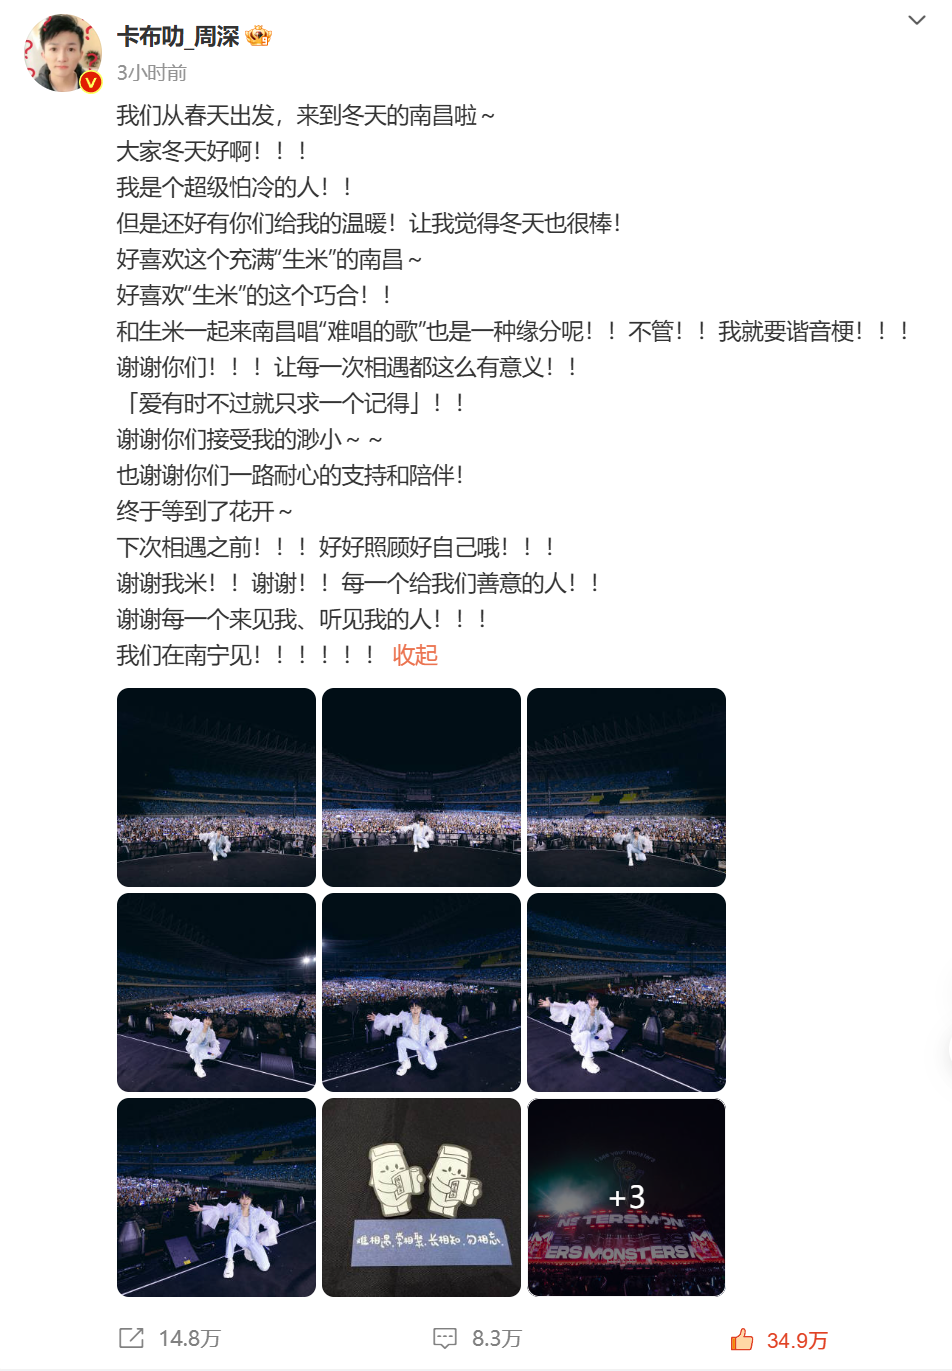 卡布叻_周深
3小时前
我们从春天出发，来到冬天的南昌啦～
大家冬天好啊！！！
我是个超级怕冷的人！！
但是还好有你们给我的温暖！让我觉得冬天也很棒！
好喜欢这个充满“生米”的南昌～
好喜欢“生米”的这个巧合！！
和生米一起来南昌唱“难唱的歌”也是一种缘分呢！！不管！！我就要谐音梗！！！
谢谢你们！！！让每一次相遇都这么有意义！！
「爱有时不过就只求一个记得」！！
谢谢你们接受我的渺小～～
也谢谢你们一路耐心的支持和陪伴！
终于等到了花开～
下次相遇之前！！！好好照顾好自己哦！！！
谢谢我米！！谢谢！！每一个给我们善意的人！！
谢谢每一个来见我、听见我的人！！！
我们在南宁见！！！！！！ 收起
唯相遇.常相聚.长相知.勿相忘.
I see your monsters
+3
NSTERSMON
ERSMONSTERSM
14.8万
8.3万
34.9万